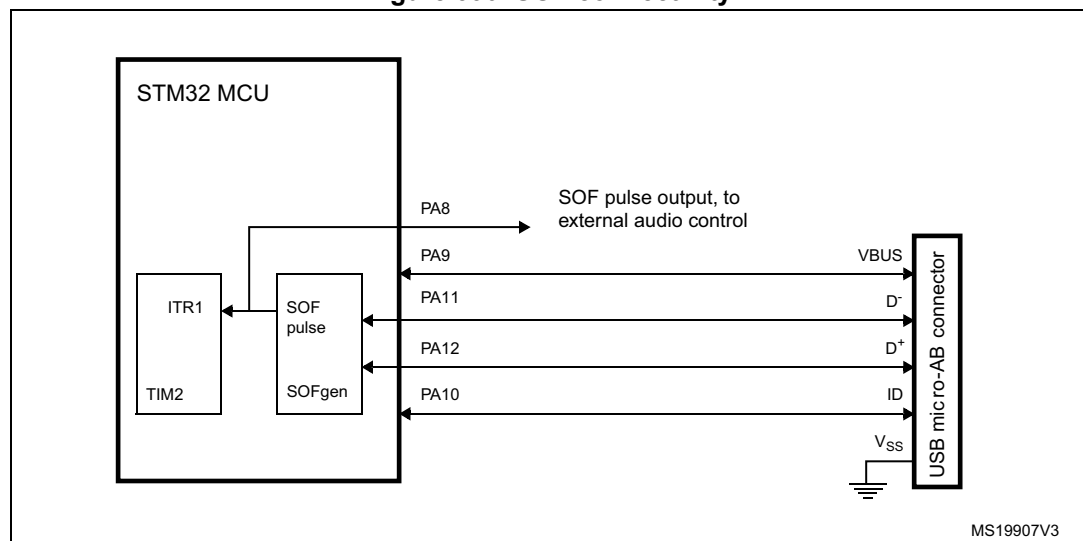 STM32 MCU
PA8
SOF pulse output, to
external audio control
PA9
VBUS
ITR1
SOF
pulse
PA11
D-
PA12
D+
TIM2
SOFgen
PA10
ID
VSS
USB micro-AB connector
MS19907V3